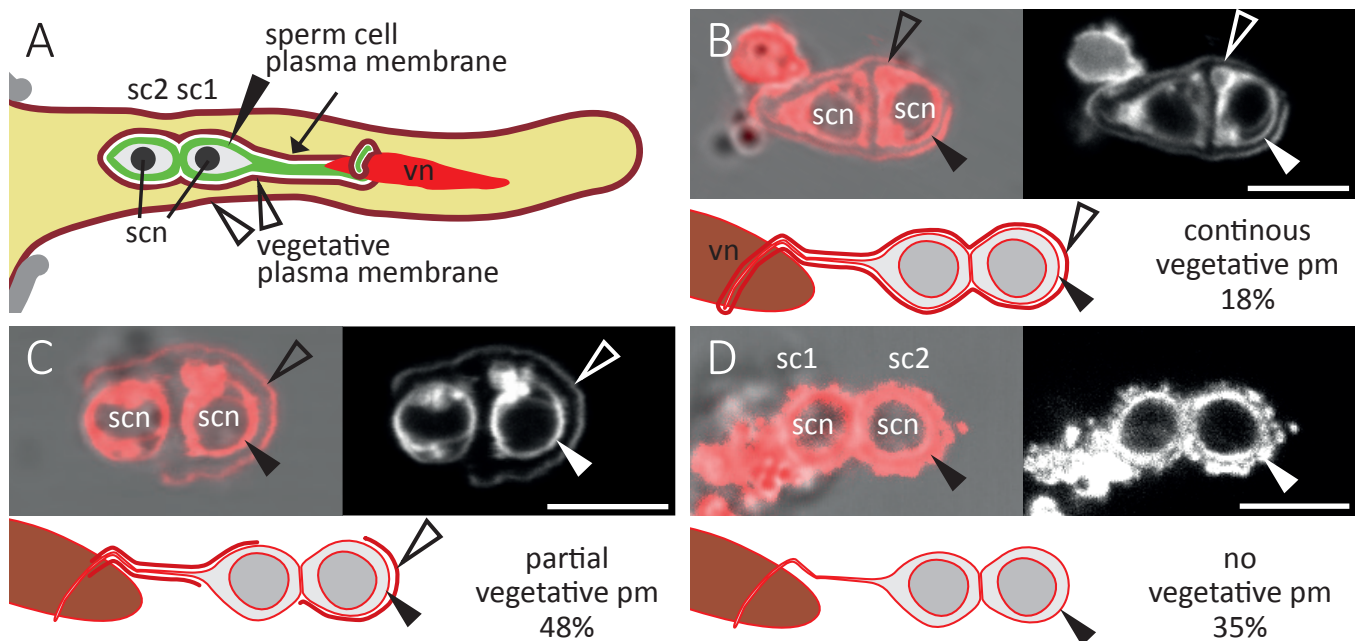 A
sperm cell
plasma membrane
sc2 sc1
vn
scn
vegetative
plasma membrane
B
scn
scn
vn
continous
vegetative pm
18%
C
scn
scn
partial
vegetative pm
48%
D
sc1
sc2
scn
scn
no
vegetative pm
35%